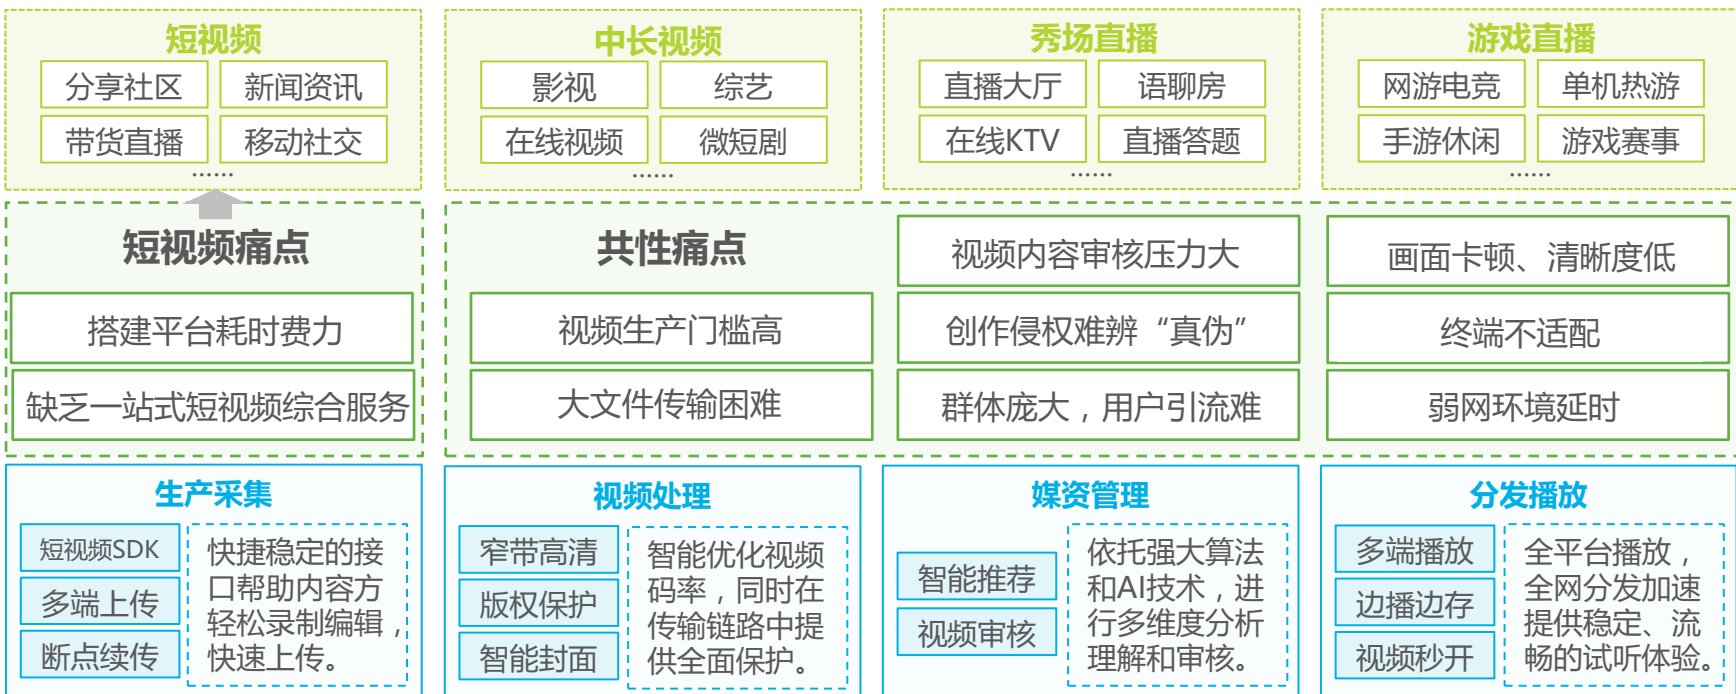 短视频
分享社区
新闻资讯
带货直播
移动社交
……
中长视频
影视
综艺
在线视频
微短剧
……
秀场直播
直播大厅
语聊房
在线KTV
直播答题
……
游戏直播
网游电竞
单机热游
手游休闲
游戏赛事
……
短视频痛点
搭建平台耗时费力
缺乏一站式短视频综合服务
共性痛点
视频生产门槛高
大文件传输困难
视频内容审核压力大
创作侵权难辨“真伪”
群体庞大，用户引流难
画面卡顿、清晰度低
终端不适配
弱网环境延时
生产采集
短视频SDK
多端上传
断点续传
快捷稳定的接
口帮助内容方
轻松录制编辑，
快速上传。
视频处理
窄带高清
版权保护
智能封面
智能优化视频
码率，同时在
传输链路中提
供全面保护。
媒资管理
智能推荐
视频审核
依托强大算法
和AI技术，进
行多维度分析
理解和审核。
分发播放
多端播放
边播边存
视频秒开
全平台播放，
全网分发加速
提供稳定、流
畅的试听体验。